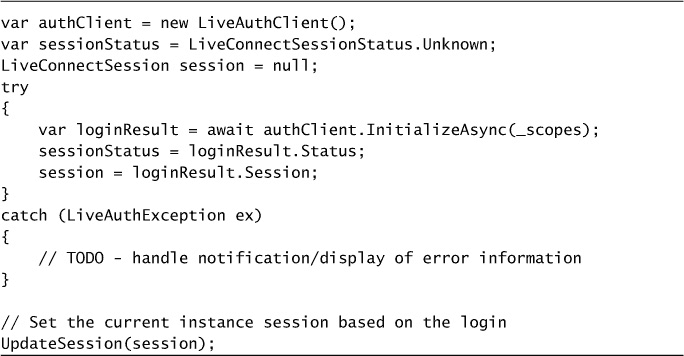 var authClient = new LiveAuthClient();
var sessionStatus = LiveConnectSessionStatus.Unknown;
LiveConnectSession session = null;
try
{
    var loginResult = await authClient.InitializeAsync(_scopes);
    sessionStatus = loginResult.Status;
    session = loginResult.Session;
}
catch (LiveAuthException ex)
{
    // TODO - handle notification/display of error information
}

// Set the current instance session based on the login
UpdateSession(session);